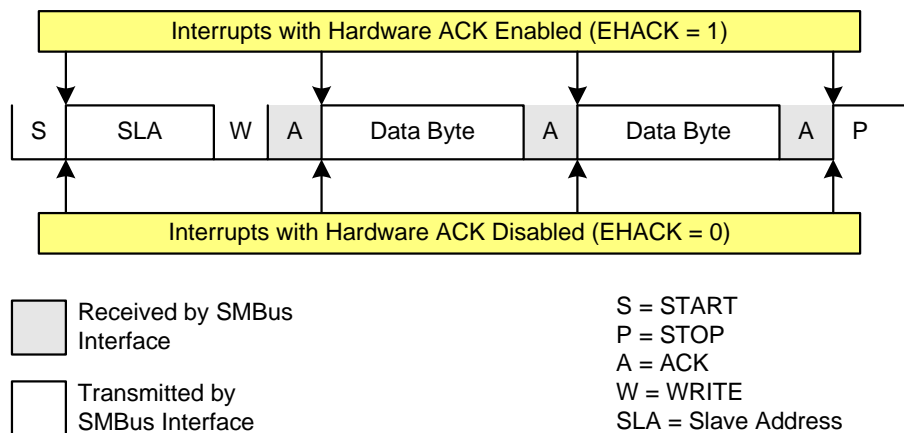 Interrupts with Hardware ACK Enabled (EHACK = 1)
S SLA W A Data Byte A Data Byte A P
Interrupts with Hardware ACK Disabled (EHACK = 0)
Received by SMBus
Interface
Transmitted by
SMBus Interface
S = START
P = STOP
A = ACK
W = WRITE
SLA = Slave Address